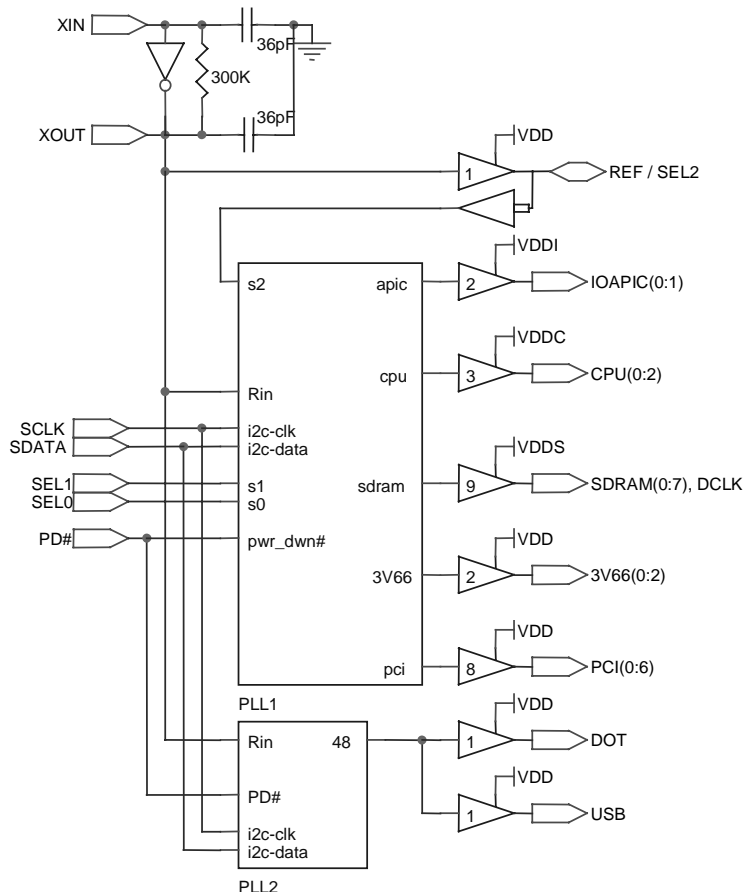 XIN
36pF
300K
XOUT
36pF
VDD
1
REF / SEL2
VDDI
s2
apic
2
IOAPIC(0:1)
VDDC
cpu
3
CPU(0:2)
Rin
SCLK
i2c-clk
SDATA
i2c-data
VDDS
SEL1
s1
sdram
9
SDRAM(0:7), DCLK
SEL0
s0
PD#
pwr_dwn#
VDD
3V66
2
3V66(0:2)
VDD
pci
8
PCI(0:6)
PLL1
VDD
Rin
48
1
DOT
VDD
PD#
1
USB
i2c-clk
i2c-data
PLL2